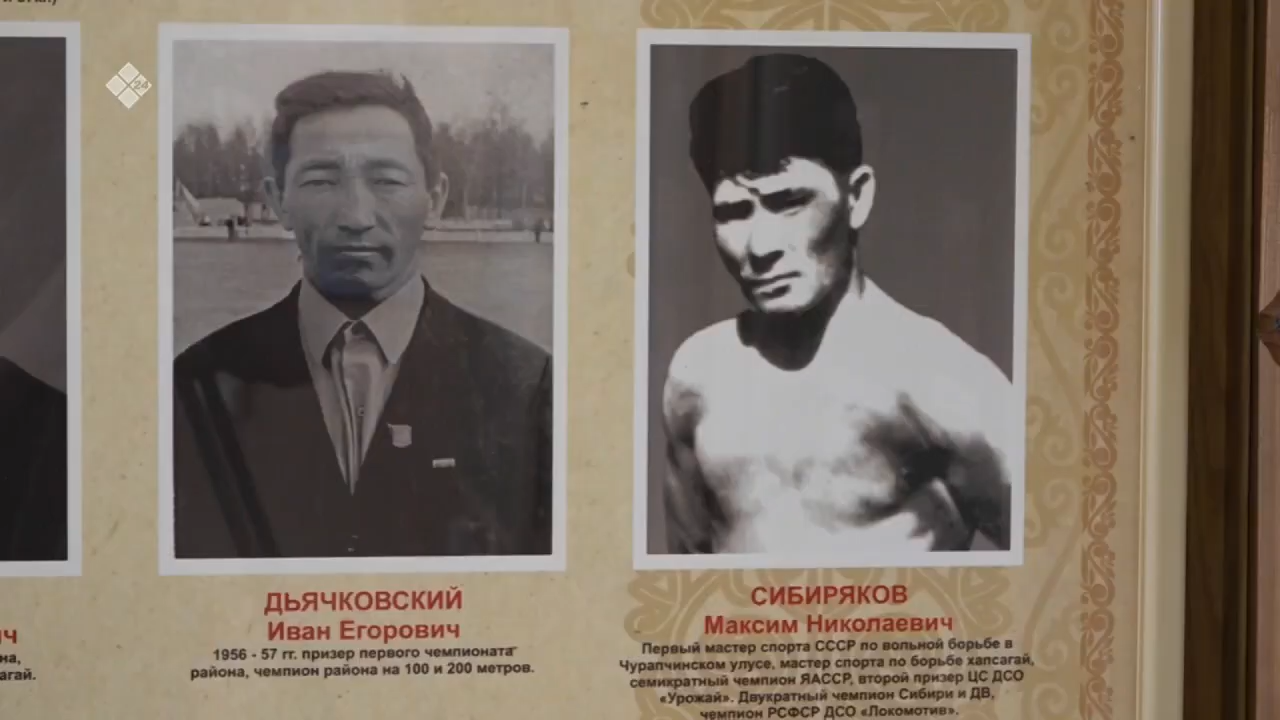 24
ДЬЯЧКОВСКИЙ
Иван Егорович
1956 - 57 гг. призер первого чемпионата
района, чемпион района на 100 и 200 метров.
СИБИРЯКОВ
Максим Николаевич
Первый мастер спорта СССР по вольной борьбе в
Чурапчинском улусе, мастер спорта по борьбе хапсагай,
семикратный чемпион ЯАССР, второй призер ЦС ДСО
«Урожай». Двукратный чемпион Сибири и ДВ,
чемпион РСФСР ДСО «Локомотив».